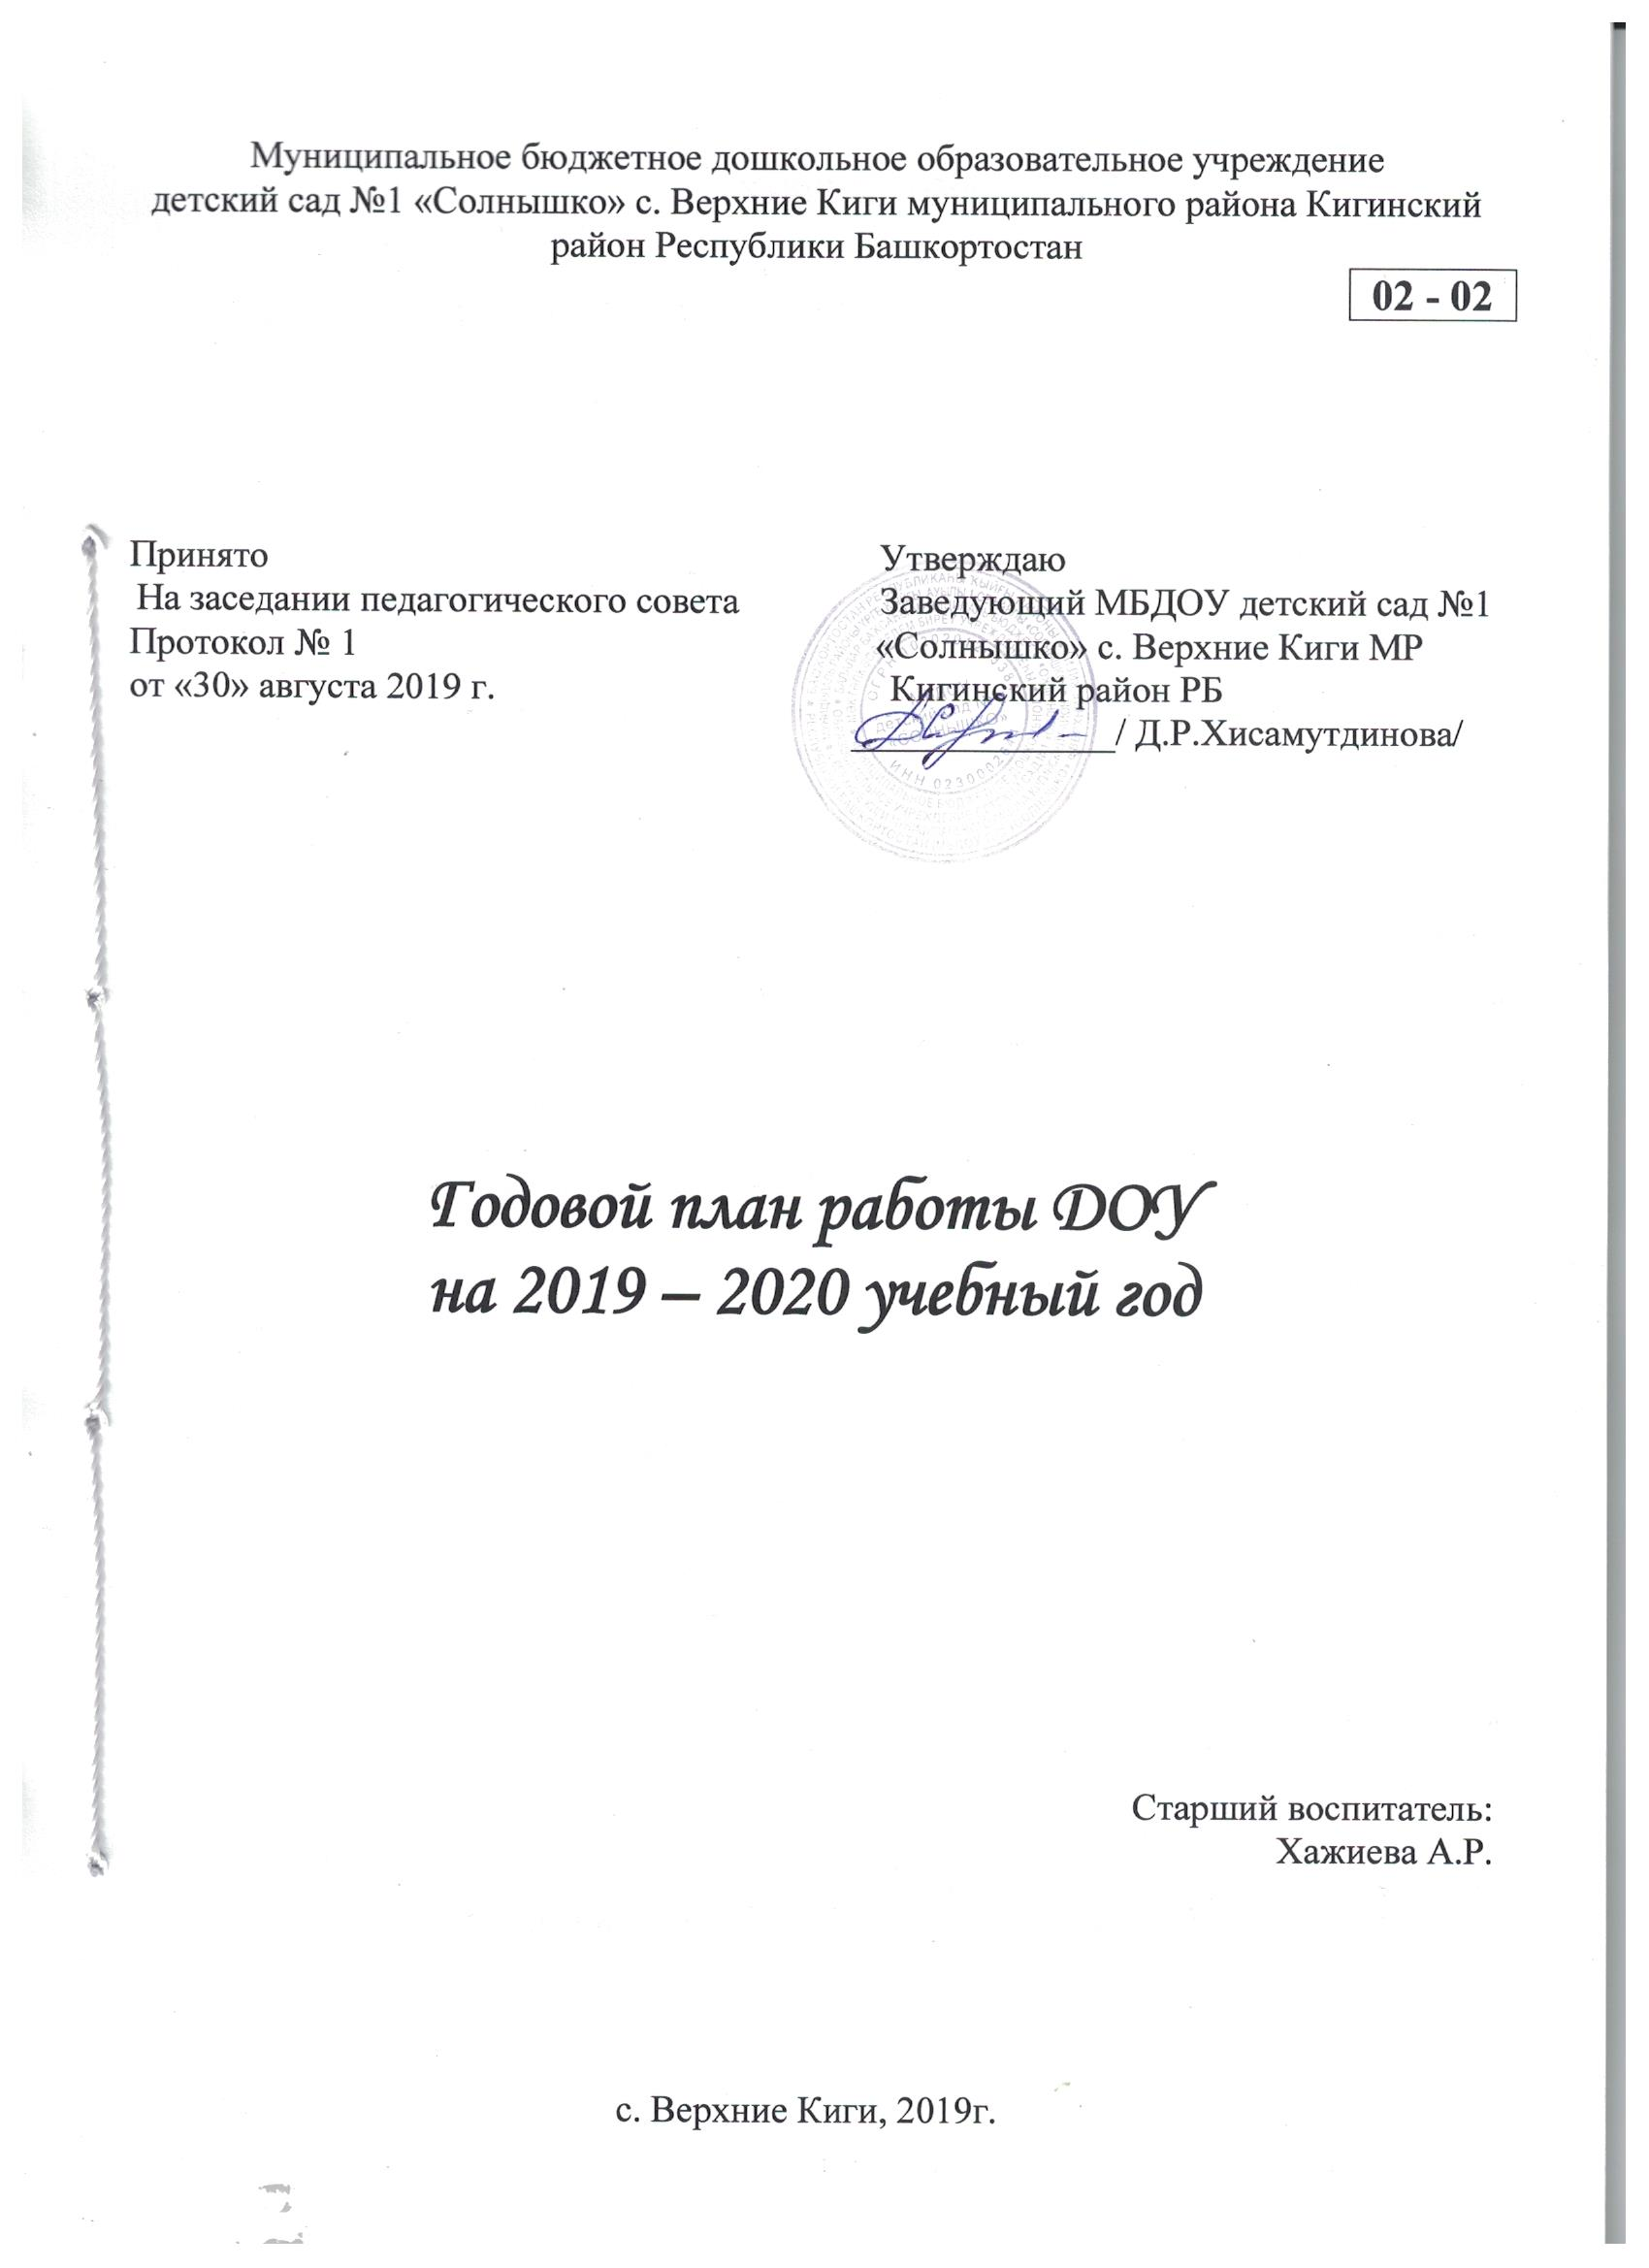 Муниципальное бюджетное дошкольное образовательное учреждение
детский сад №1 «Солнышко» с. Верхние Киги муниципального района Кигинский
район Республики Башкортостан
02 - 02
Принято
На заседании педагогического совета
Протокол № 1
от «30» августа 2019 г.
Утверждаю
Заведующий МБДОУ детский сад №1
«Солнышко» с. Верхние Киги МР
Кигинский район РБ
/ Д.Р.Хисамутдинова/
Годовой план работы ДОУ
на 2019 – 2020 учебный год
Старший воспитатель:
Хажиева А.Р.
с. Верхние Киги, 2019г.